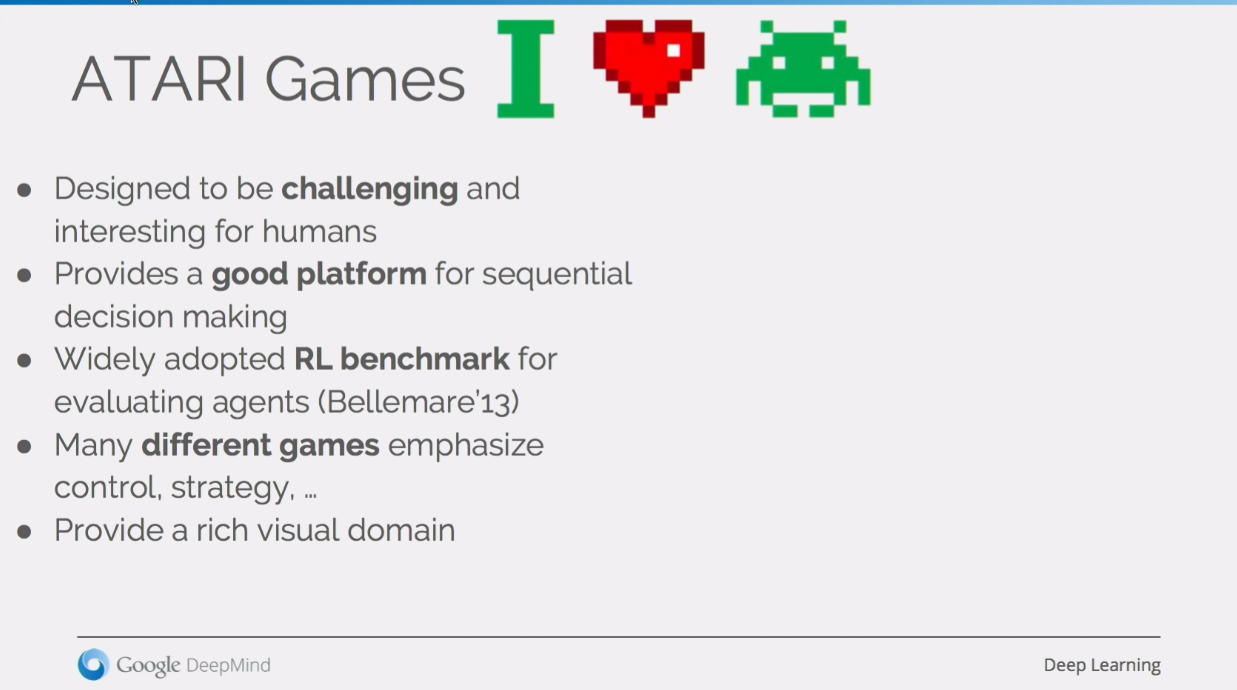 ATARI Games I
● Designed to be challenging and
interesting for humans
● Provides a good platform for sequential
decision making
● Widely adopted RL benchmark for
evaluating agents (Bellemare’13)
● Many different games emphasize
control, strategy, ...
● Provide a rich visual domain
Google DeepMind
Deep Learning